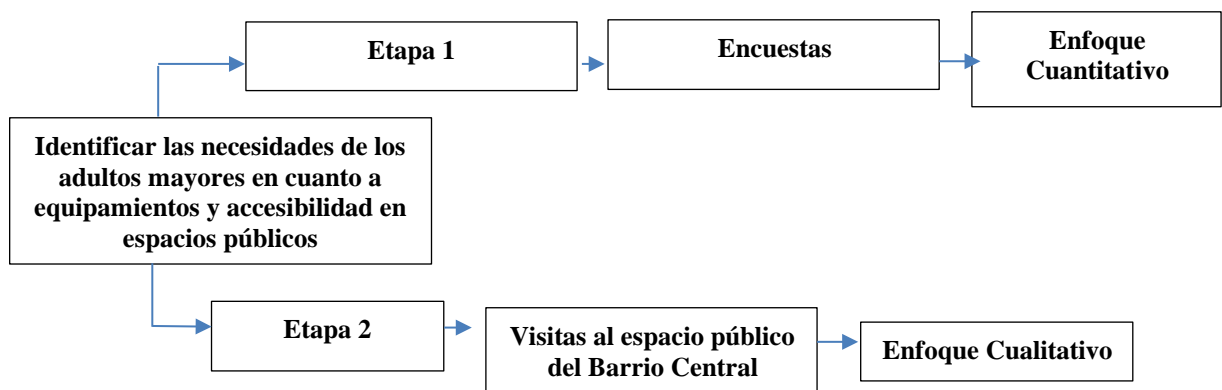 Etapa 1
Encuestas
Enfoque
Cuantitativo
Identificar las necesidades de los
adultos mayores en cuanto a
equipamientos y accesibilidad en
espacios públicos
Etapa 2
Visitas al espacio público
del Barrio Central
Enfoque Cualitativo